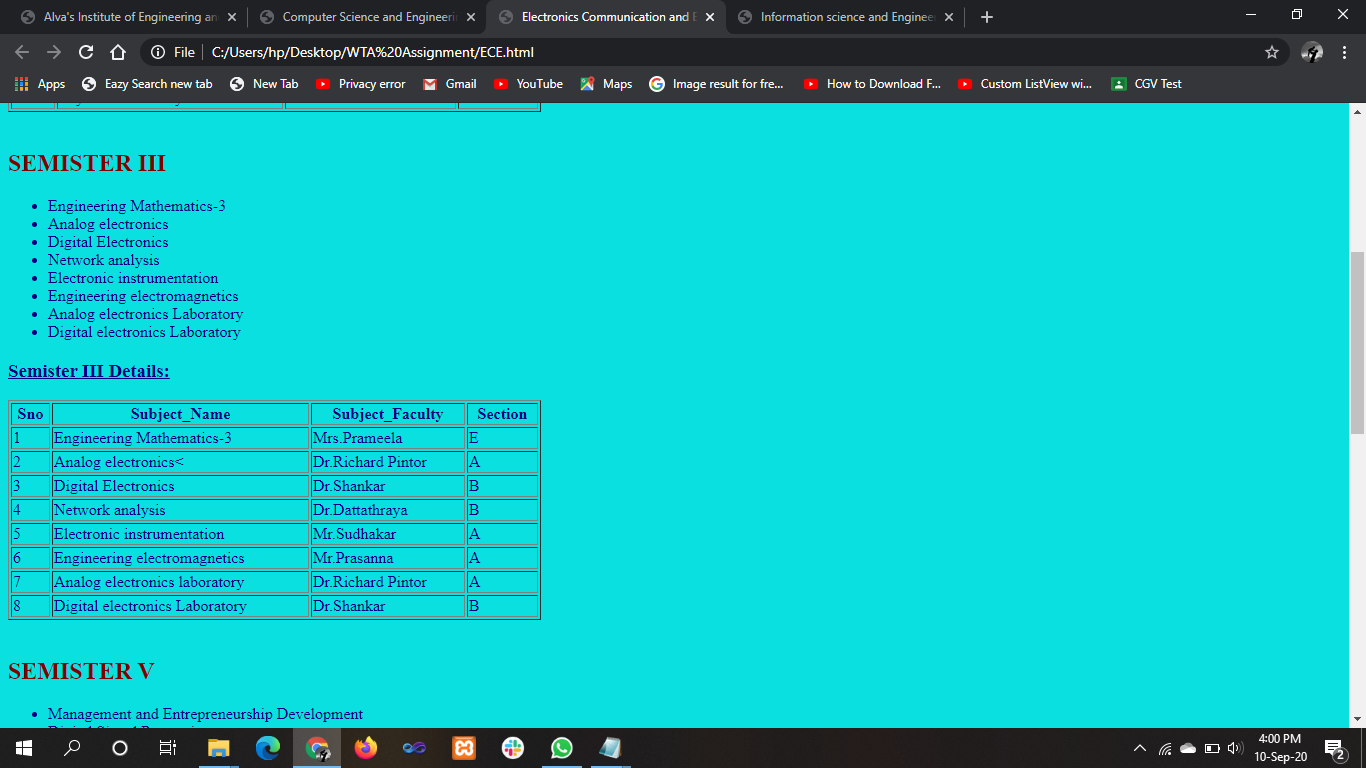 Alva's Institute of Engineering an
Computer Science and Engineerin
Electronics Communication and E
Information science and Enginee
File
C:/Users/hp/Desktop/WTA%20Assignment/ECE.html
Apps
Eazy Search new tab
New Tab
Privacy error
Gmail
YouTube
Maps
Image result for fre...
How to Download F...
Custom ListView wi...
CGV Test
SEMISTER III
• Engineering Mathematics-3
• Analog electronics
• Digital Electronics
• Network analysis
• Electronic instrumentation
• Engineering electromagnetics
• Analog electronics Laboratory
• Digital electronics Laboratory
Semister III Details:
Sno Subject_Name Subject_Faculty Section
1 Engineering Mathematics-3 Mrs.Prameela E
2 Analog electronics< Dr.Richard Pintor A
3 Digital Electronics Dr.Shankar B
4 Network analysis Dr.Dattathraya B
5 Electronic instrumentation Mr.Sudhakar A
6 Engineering electromagnetics Mr.Prasanna A
7 Analog electronics laboratory Dr.Richard Pintor A
8 Digital electronics Laboratory Dr.Shankar B
SEMISTER V
• Management and Entrepreneurship Development
4:00 PM
10-Sep-20
2